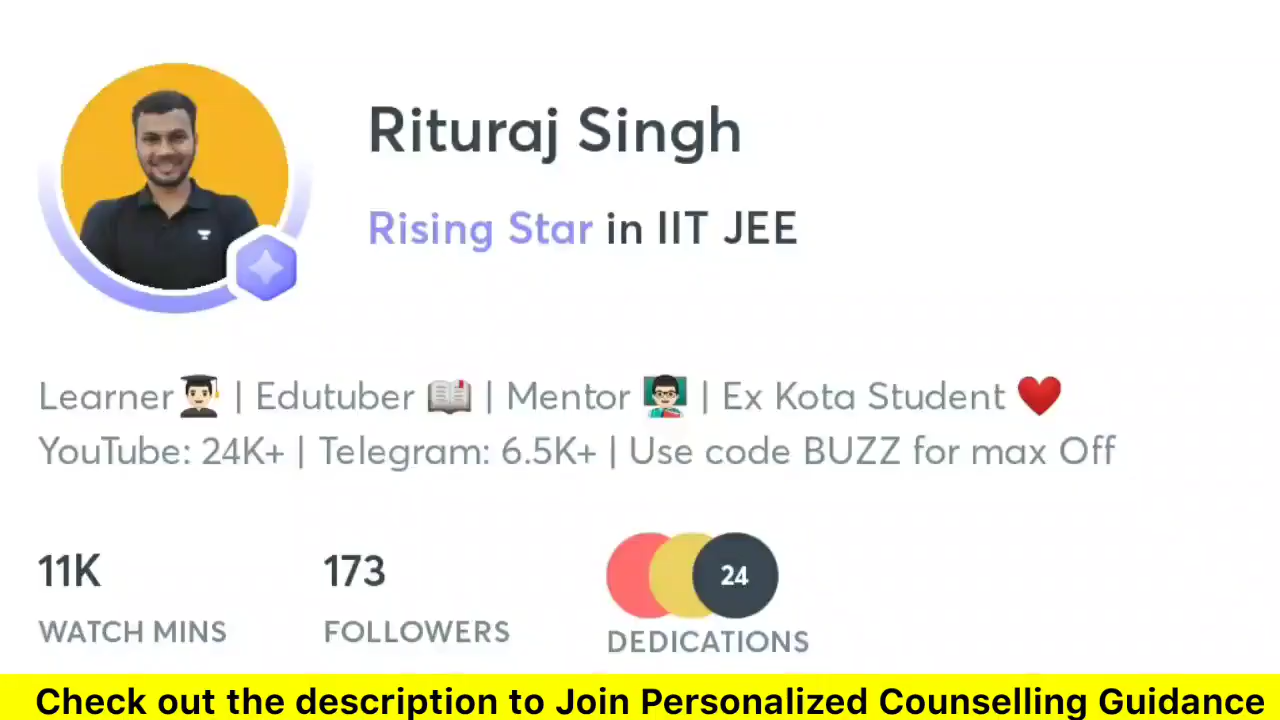 Rituraj Singh
Rising Star in IIT JEE
Learner 👨🏻‍🎓 | Edutuber 📖 | Mentor 👨🏻‍🏫 | Ex Kota Student ❤️
YouTube: 24K+ | Telegram: 6.5K+ | Use code BUZZ for max Off
11K 173 24
WATCH MINS FOLLOWERS DEDICATIONS
Check out the description to Join Personalized Counselling Guidance